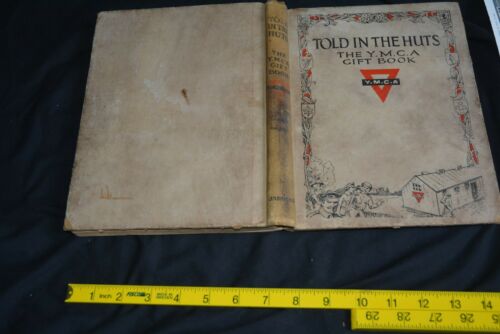 TOLD
IN THE
HUTS
THE
Y.M.C.A
GIFT
BOOK
JARROLDS
TOLD IN THE HUTS
THE Y.M.C.A
GIFT BOOK
Y.M.C.A
1 inch 2 3 4 5 6 7 8 9 10 11 12 13 14
29 28 27 26 25